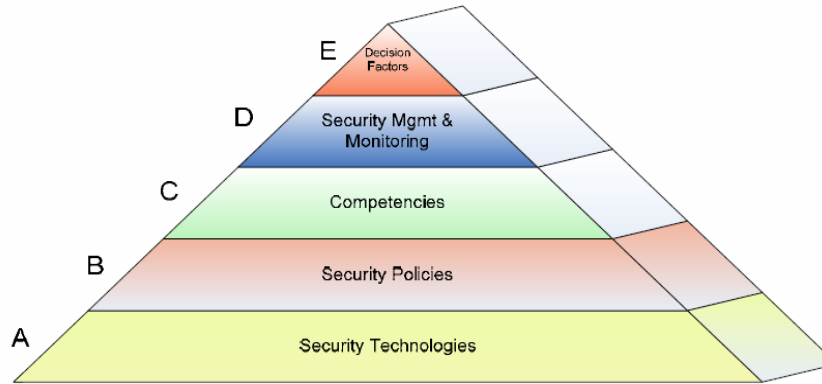 E
Decision
Factors
D
Security Mgmt &
Monitoring
C
Competencies
B
Security Policies
A
Security Technologies